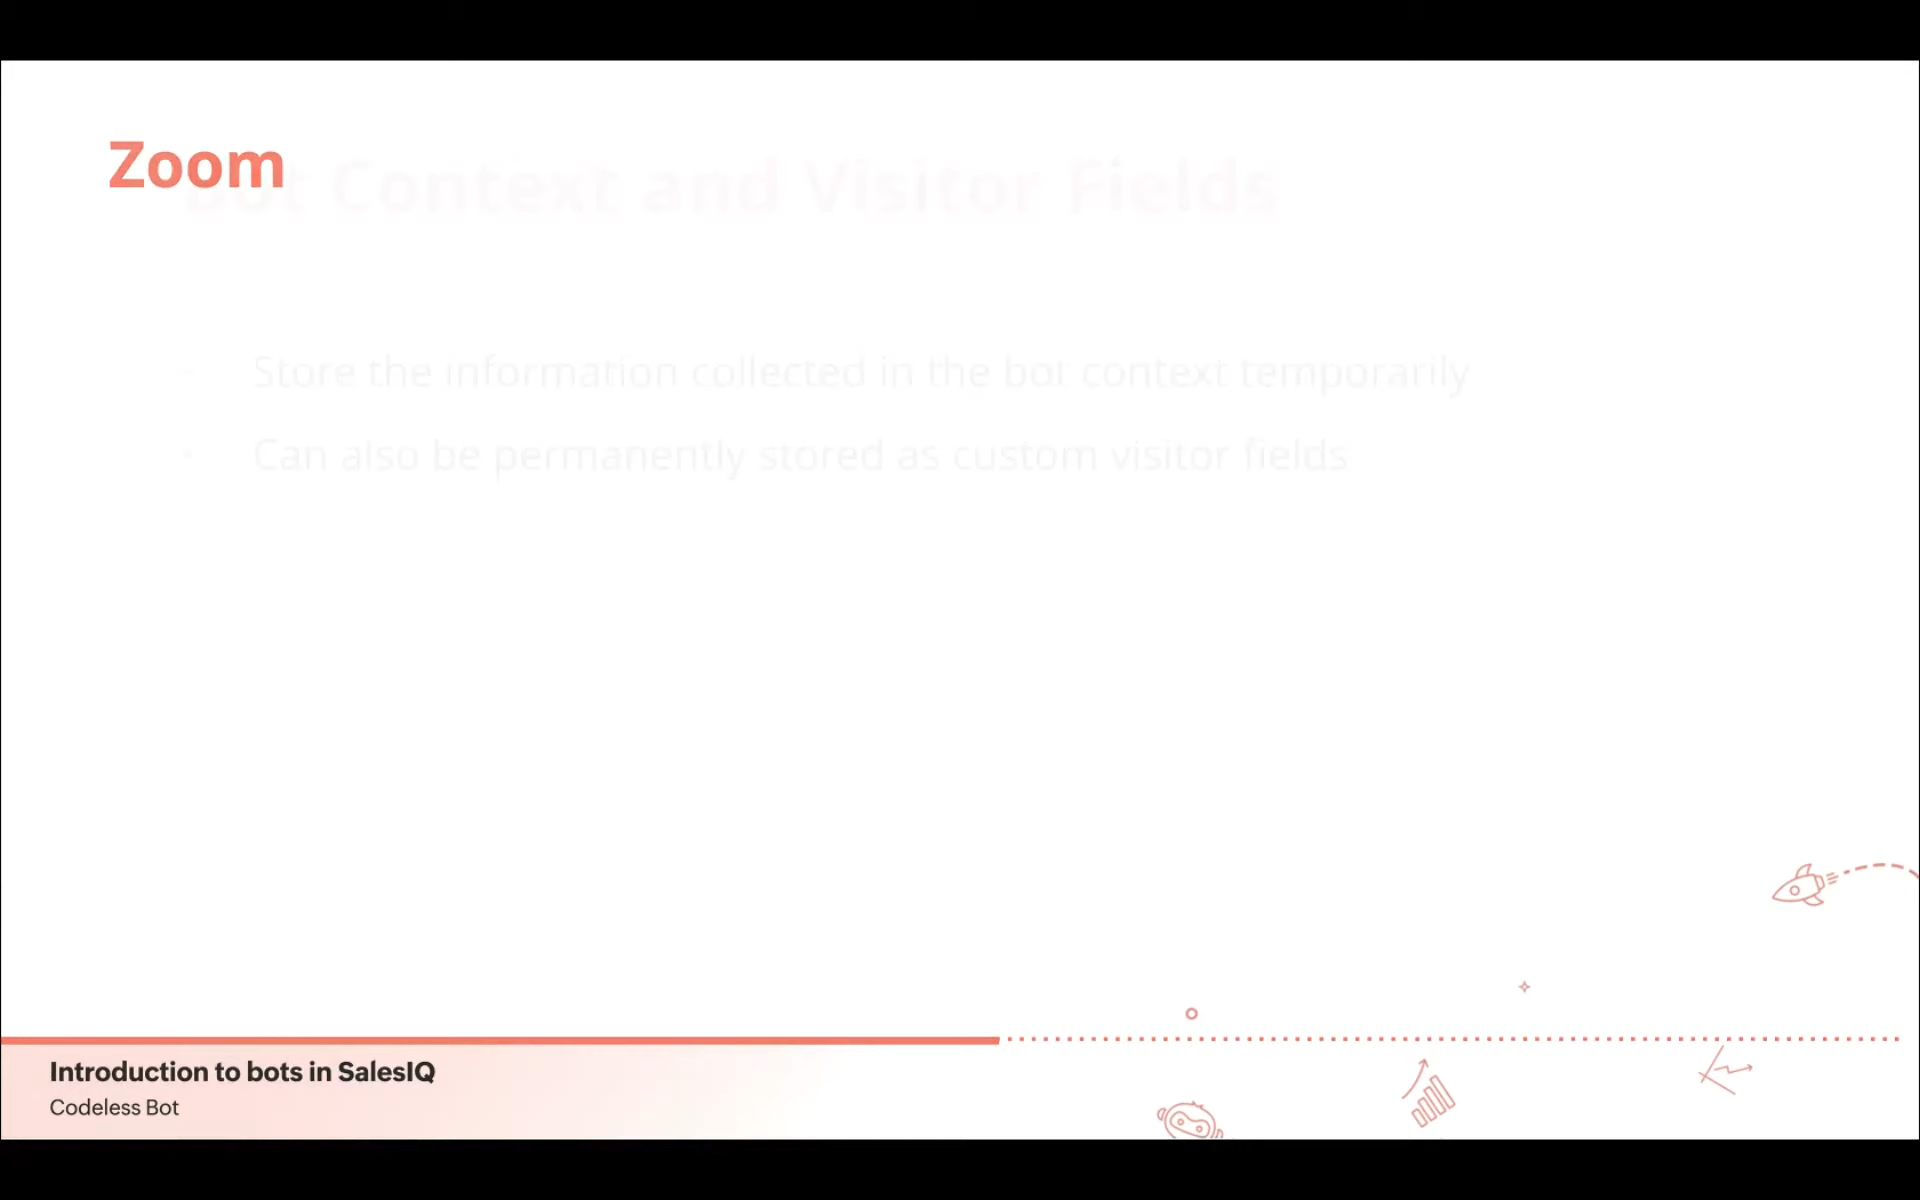 Zoom
Bot Context and Visitor Fields
Store the information collected in the bot context temporarily
Can also be permanently stored as custom visitor fields
Introduction to bots in SalesIQ
Codeless Bot